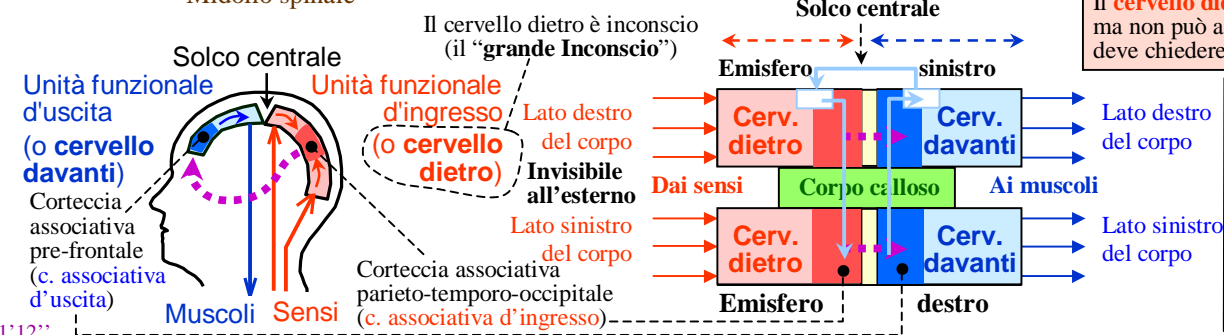 Midollo spinale
Il cervello dietro è inconscio
(il “grande Inconscio”)
Solco centrale
Unità funzionale
d'uscita
(o cervello
davanti)
Corteccia
associativa
pre-frontale
(c. associativa
d’uscita)
Muscoli
Sensi
Unità funzionale
d'ingresso
(o cervello
dietro)
Invisibile
all’esterno
Corteccia associativa
parieto-temporo-occipitale
(c. associativa d’ingresso)
1’12’’
Solco centrale
Emisfero
sinistro
Lato destro
del corpo
Cerv.
dietro
Cerv.
davanti
Lato destro
del corpo
Dai sensi
Corpo calloso
Ai muscoli
Lato sinistro
del corpo
Cerv.
dietro
Cerv.
davanti
Lato sinistro
del corpo
Emisfero
destro
Il cervello die
ma non può a
deve chiedere